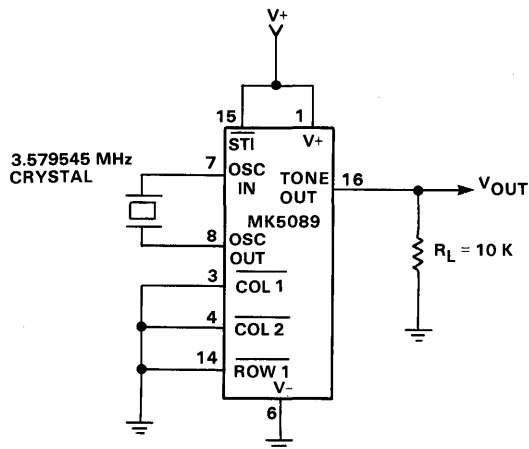 V+
15
1
STI
V+
3.579545 MHz
CRYSTAL
7
OSC
IN
TONE
OUT
16
VOUT
MK5089
8
OSC
OUT
RL = 10 K
3
COL 1
4
COL 2
14
ROW 1
V–
6